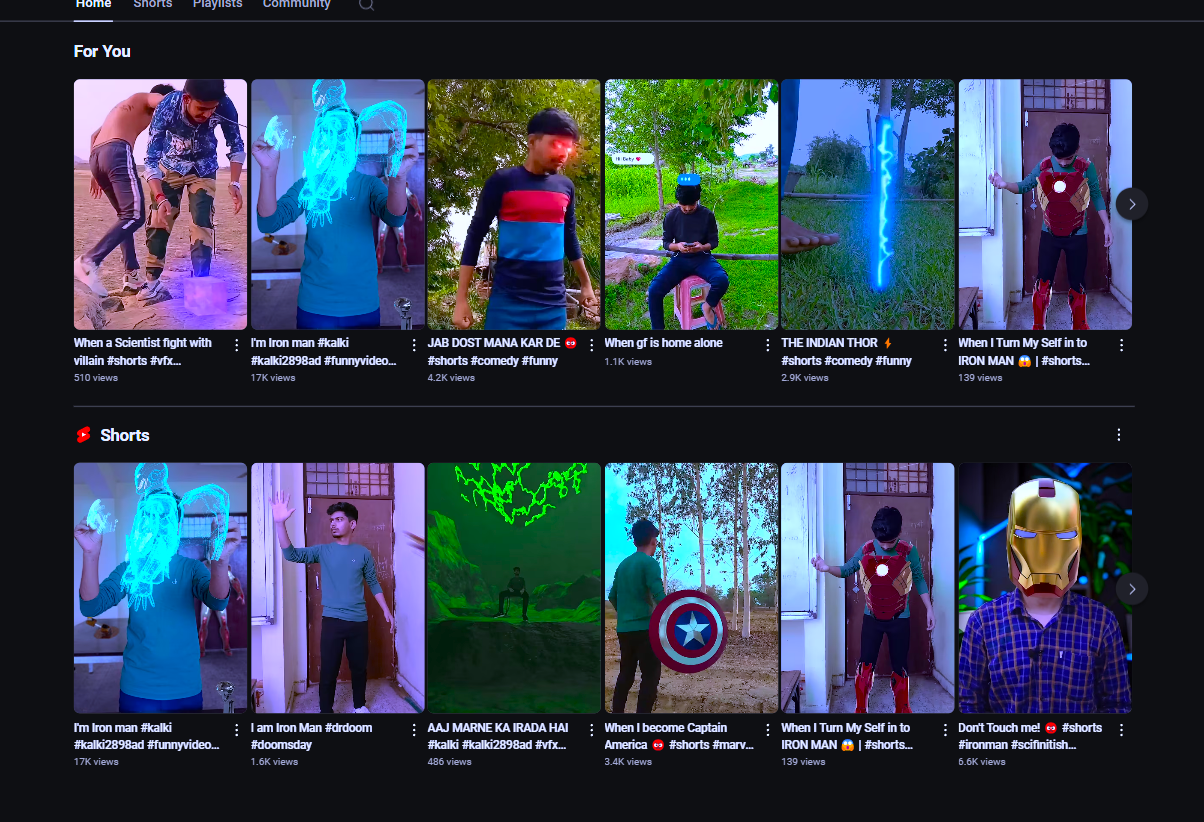 Home Shorts Playlists Community
For You
Hi Baby ❤
When a Scientist fight with
villain #shorts #vfx...
510 views
I'm Iron man #kalki
#kalki2898ad #funnyvideo...
17K views
JAB DOST MANA KAR DE
#shorts #comedy #funny
4.2K views
When gf is home alone
1.1K views
THE INDIAN THOR ⚡
#shorts #comedy #funny
2.9K views
When I Turn My Self in to
IRON MAN 😱 | #shorts...
139 views
Shorts
I'm Iron man #kalki
#kalki2898ad #funnyvideo...
17K views
I am Iron Man #drdoom
#doomsday
1.6K views
AAJ MARNE KA IRADA HAI
#kalki #kalki2898ad #vfx...
486 views
When I become Captain
America #shorts #marv...
3.4K views
When I Turn My Self in to
IRON MAN 😱 | #shorts...
139 views
Don't Touch me! #shorts
#ironman #scifinitish...
6.6K views